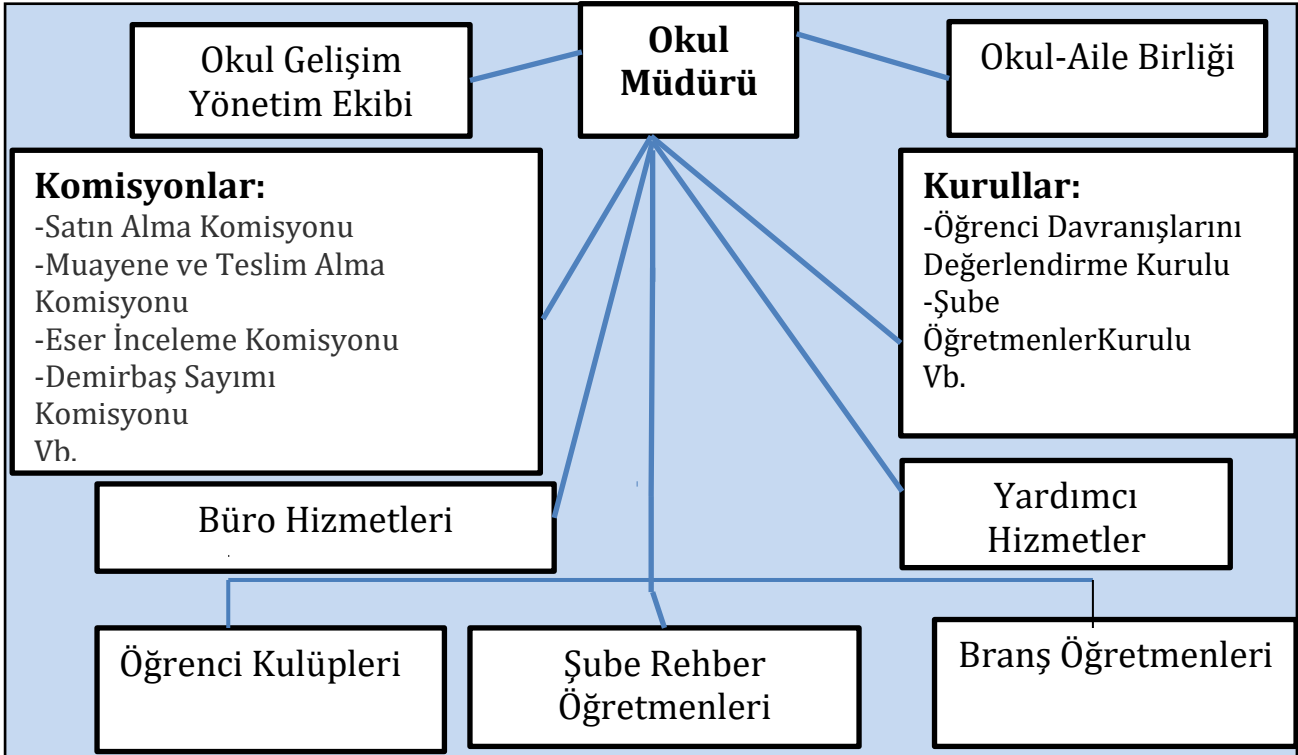 Okul Gelişim
Yönetim Ekibi
Okul
Müdürü
Okul-Aile Birliği
Komisyonlar:
-Satın Alma Komisyonu
-Muayene ve Teslim Alma
Komisyonu
-Eser İnceleme Komisyonu
-Demirbaş Sayımı
Komisyonu
Vb.
Kurullar:
-Öğrenci Davranışlarını
Değerlendirme Kurulu
-Şube
ÖğretmenlerKurulu
Vb.
Büro Hizmetleri
Yardımcı
Hizmetler
Öğrenci Kulüpleri
Şube Rehber
Öğretmenleri
Branş Öğretmenleri